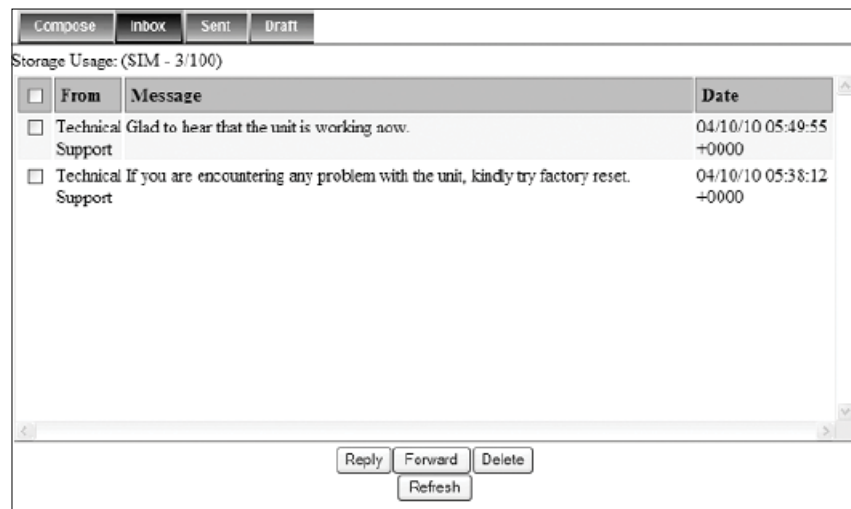 Compose Inbox Sent Draft
Storage Usage: (SIM - 3/100)
From Message Date
Technical Glad to hear that the unit is working now. 04/10/10 05:49:55
Support +0000
Technical If you are encountering any problem with the unit, kindly try factory reset. 04/10/10 05:38:12
Support +0000
Reply Forward Delete
Refresh